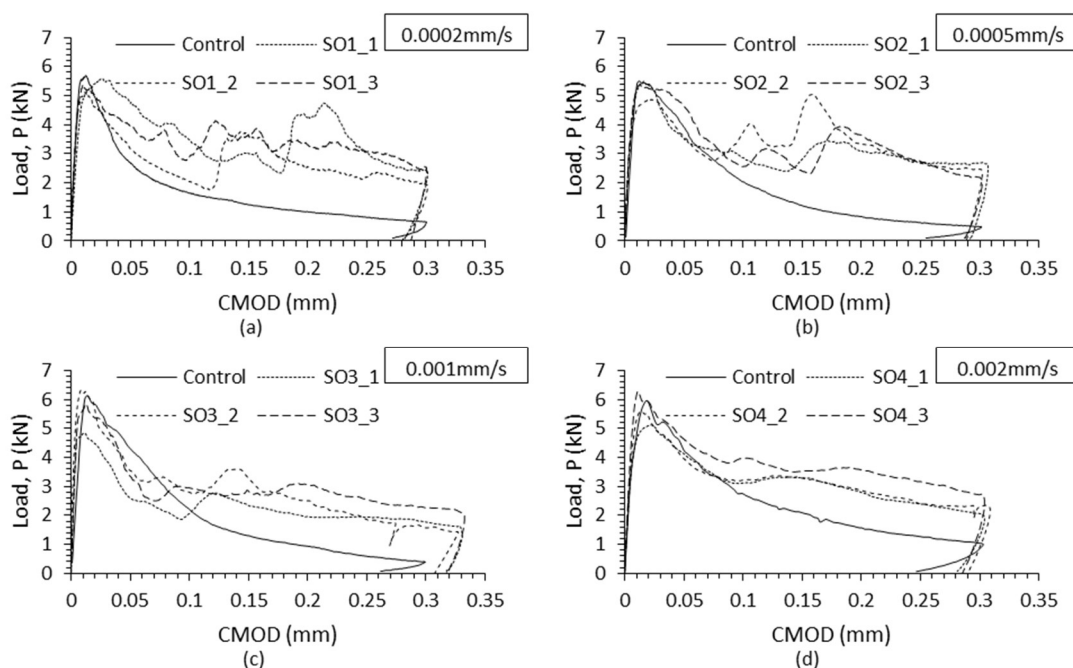 0.0002mm/s
Control SO1_1
SO1_2 SO1_3
7
6
5
4
3
2
1
0
Load, P (kN)
0 0.05 0.1 0.15 0.2 0.25 0.3 0.35
CMOD (mm)
(a)
0.0005mm/s
Control SO2_1
SO2_2 SO2_3
7
6
5
4
3
2
1
0
Load, P (kN)
0 0.05 0.1 0.15 0.2 0.25 0.3 0.35
CMOD (mm)
(b)
0.001mm/s
Control SO3_1
SO3_2 SO3_3
7
6
5
4
3
2
1
0
Load, P (kN)
0 0.05 0.1 0.15 0.2 0.25 0.3 0.35
CMOD (mm)
(c)
0.002mm/s
Control SO4_1
SO4_2 SO4_3
7
6
5
4
3
2
1
0
Load, P (kN)
0 0.05 0.1 0.15 0.2 0.25 0.3 0.35
CMOD (mm)
(d)